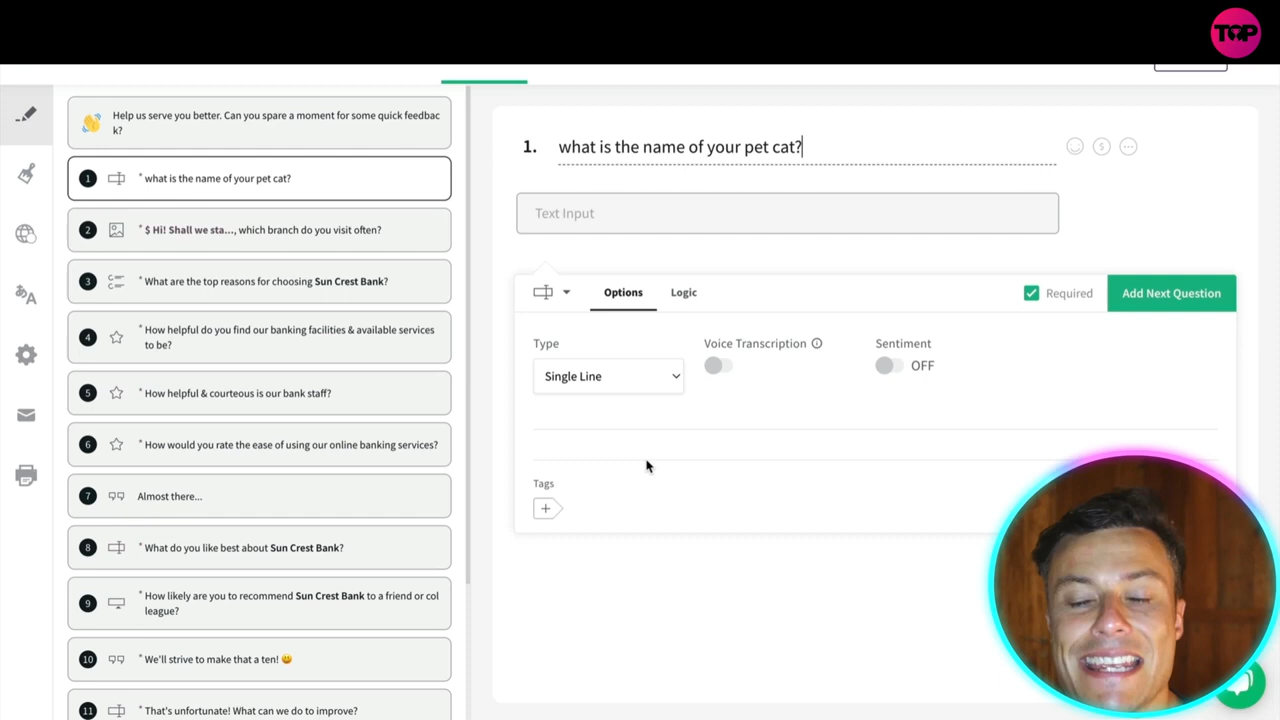 TOP
Help us serve you better. Can you spare a moment for some quick feedbac
k?
1 * what is the name of your pet cat?
2 * $ Hi! Shall we sta..., which branch do you visit often?
3 * What are the top reasons for choosing Sun Crest Bank?
4 * How helpful do you find our banking facilities & available services
to be?
5 * How helpful & courteous is our bank staff?
6 * How would you rate the ease of using our online banking services?
7 Almost there...
8 * What do you like best about Sun Crest Bank?
9 * How likely are you to recommend Sun Crest Bank to a friend or col
league?
10 * We'll strive to make that a ten! 😀
11 * That's unfortunate! What can we do to improve?
1. what is the name of your pet cat?
Text Input
Options Logic Required Add Next Question
Type Voice Transcription Sentiment
Single Line OFF
Tags